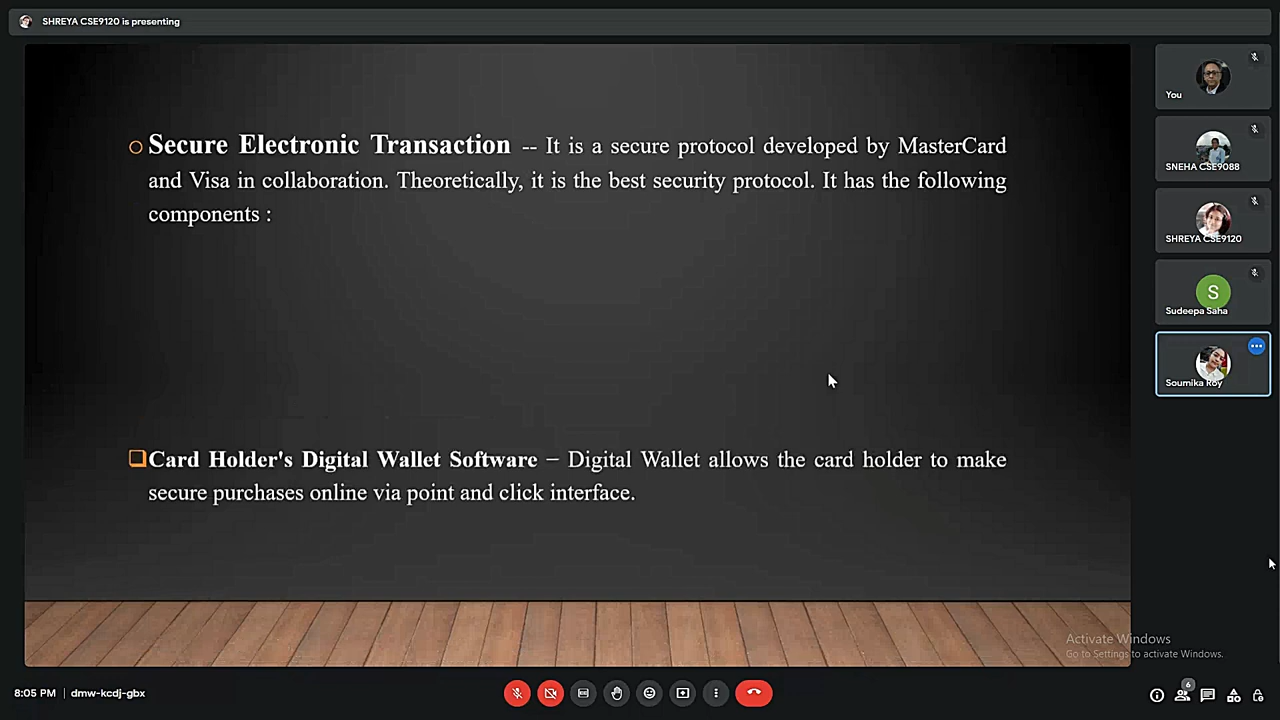 SHREYA CSE9120 is presenting
Secure Electronic Transaction -- It is a secure protocol developed by MasterCard
and Visa in collaboration. Theoretically, it is the best security protocol. It has the following
components :
Card Holder's Digital Wallet Software − Digital Wallet allows the card holder to make
secure purchases online via point and click interface.
You
SNEHA CSE9088
SHREYA CSE9120
S
Sudeepa Saha
Soumika Roy
Activate Windows
Go to Settings to activate Windows.
8:05 PM | dmw-kcdj-gbx
6